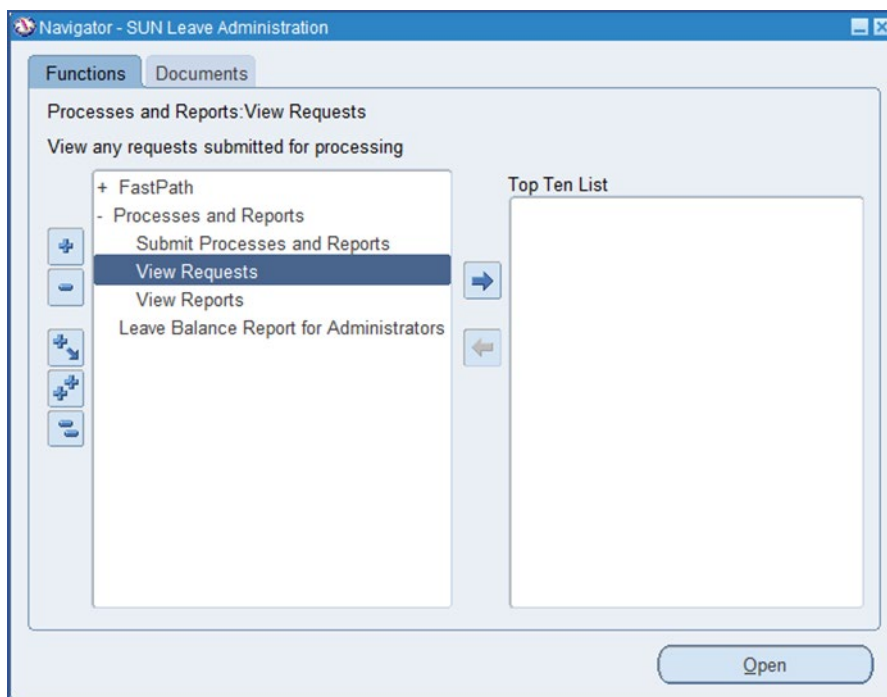 Navigator - SUN Leave Administration
Functions
Documents
Processes and Reports:View Requests
View any requests submitted for processing
+ FastPath
- Processes and Reports
Submit Processes and Reports
View Requests
View Reports
Leave Balance Report for Administrators
Top Ten List
Open